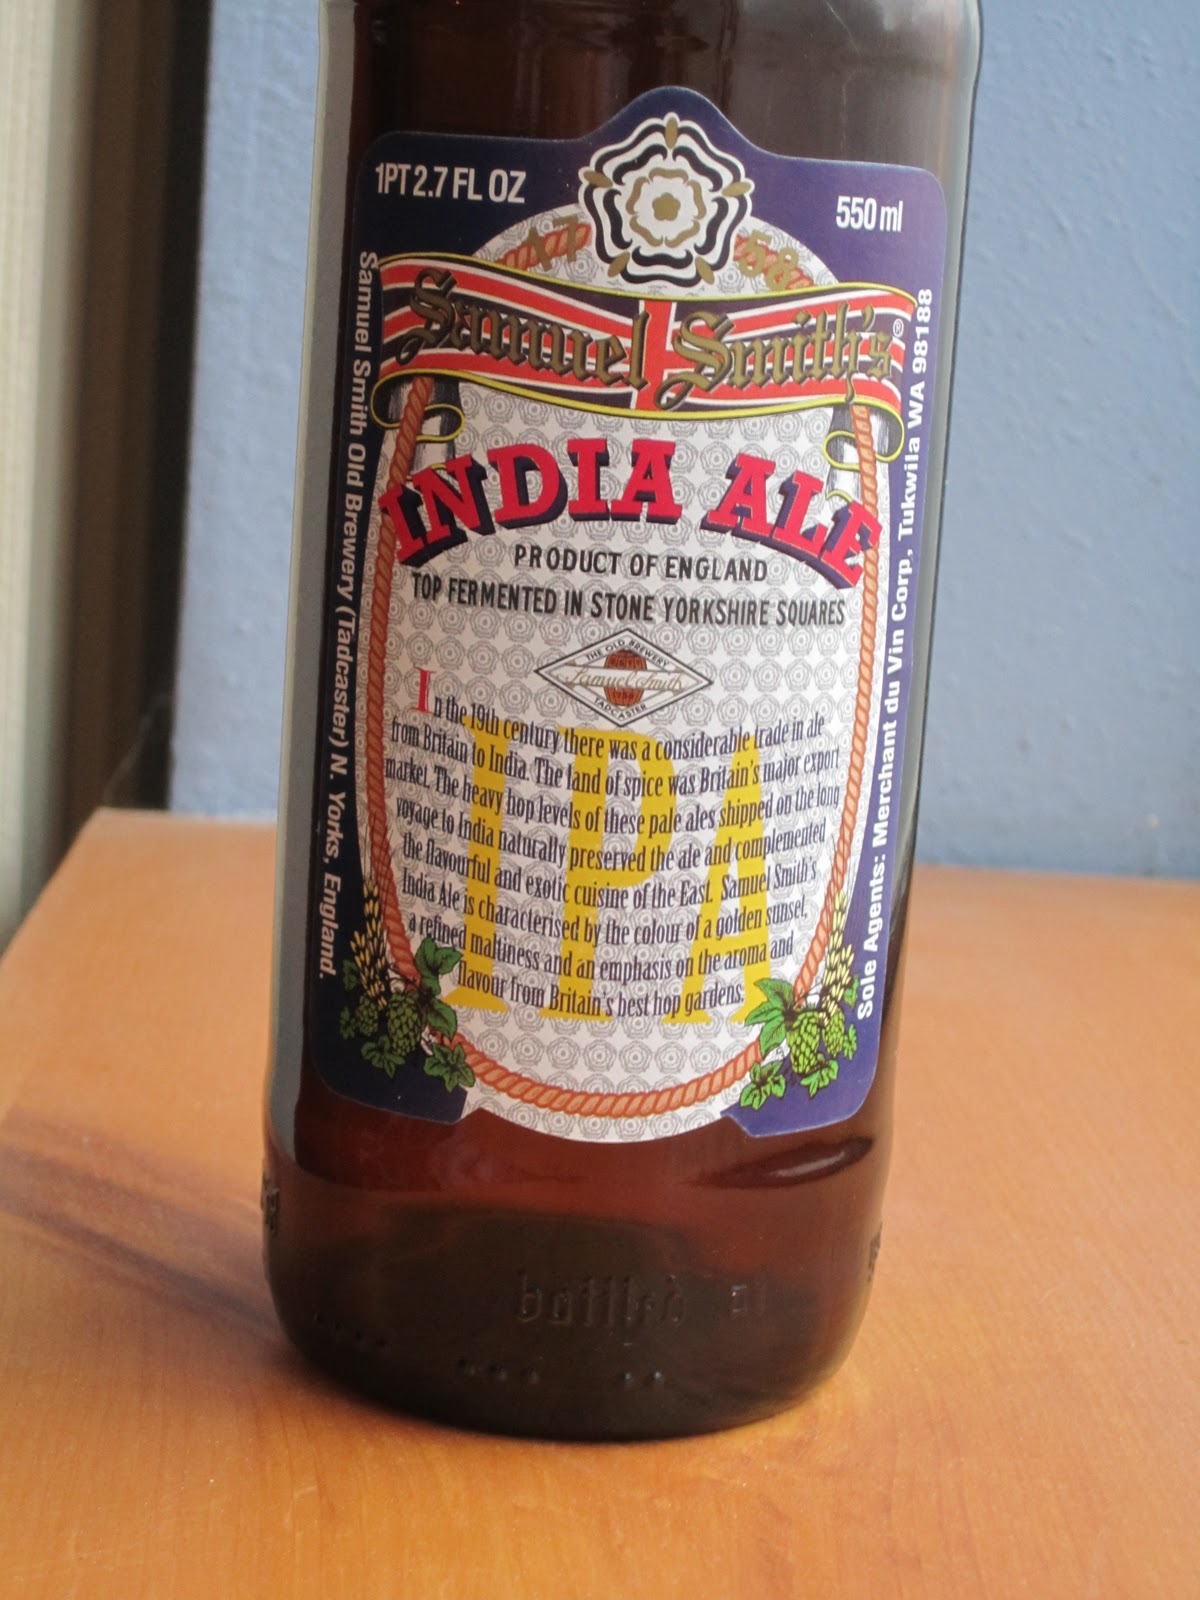 1PT 2.7 FL OZ
550 ml
1758
Samuel Smith's®
INDIA ALE
PRODUCT OF ENGLAND
TOP FERMENTED IN STONE YORKSHIRE SQUARES
THE OLD BREWERY
Samuel Smith
1758
TADCASTER
IPA
In the 19th century there was a considerable trade in ale
from Britain to India. The land of spice was Britain's major export
market. The heavy hop levels of these pale ales shipped on the long
voyage to India naturally preserved the ale and complemented
the flavourful and exotic cuisine of the East. Samuel Smith's
India Ale is characterised by the colour of a golden sunset,
a refined maltiness and an emphasis on the aroma and
flavour from Britain's best hop gardens.
Samuel Smith Old Brewery (Tadcaster) N. Yorks, England.
Sole Agents: Merchant du Vin Corp, Tukwila WA 98188